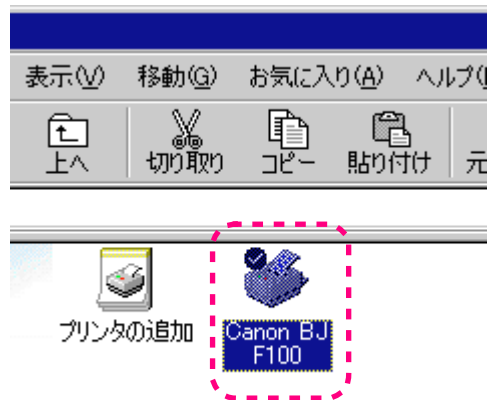 表示(V) 移動(G) お気に入り(A) ヘルプ(
上へ 切り取り コピー 貼り付け 元
プリンタの追加 Canon BJ
F100